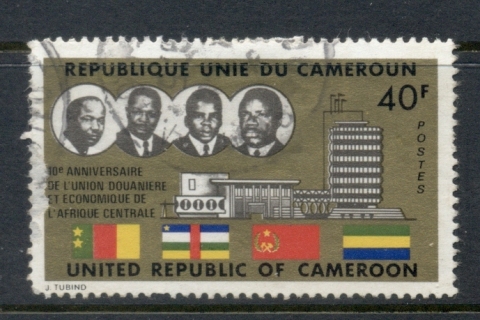 REPUBLIQUE UNIE DU CAMEROUN
40F
POSTES
10e ANNIVERSAIRE
DE L'UNION DOUANIERE
ET ECONOMIQUE DE
L'AFRIQUE CENTRALE
UNITED REPUBLIC OF CAMEROON
J. TUBIND